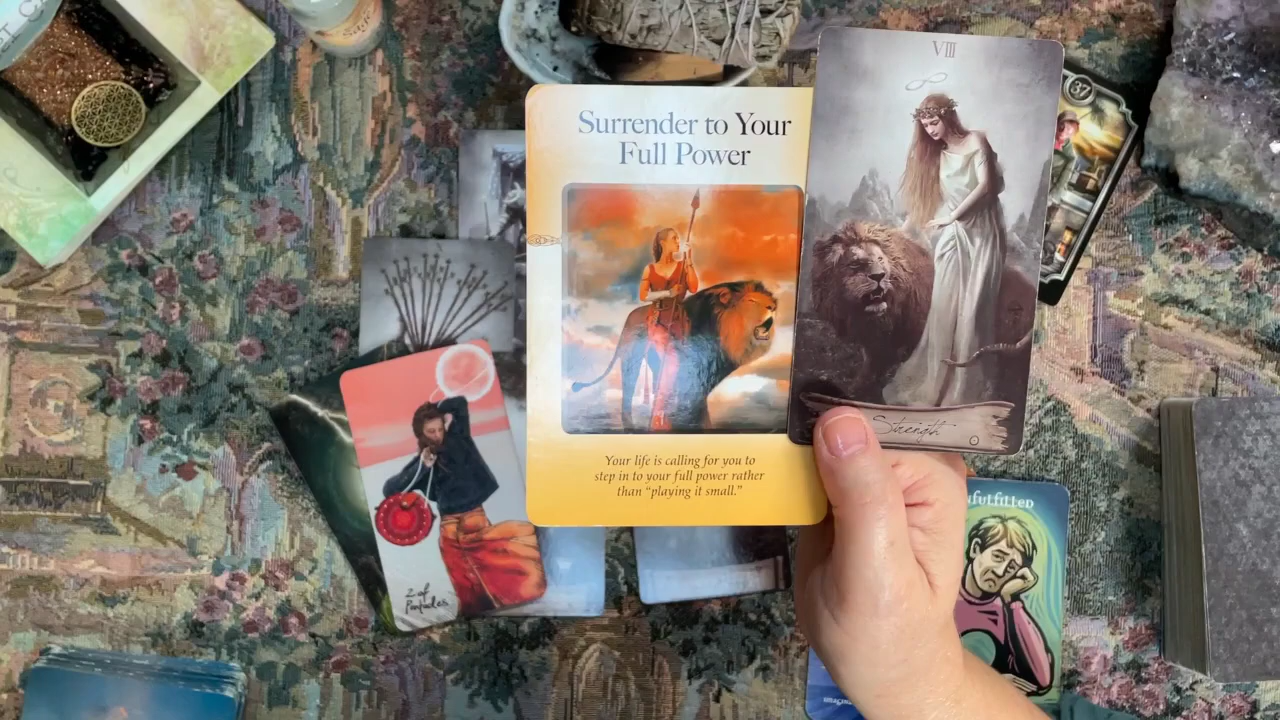 Surrender to Your
Full Power
Your life is calling for you to
step in to your full power rather
than “playing it small.”
VIII
Strength
37
2 of
Pentacles